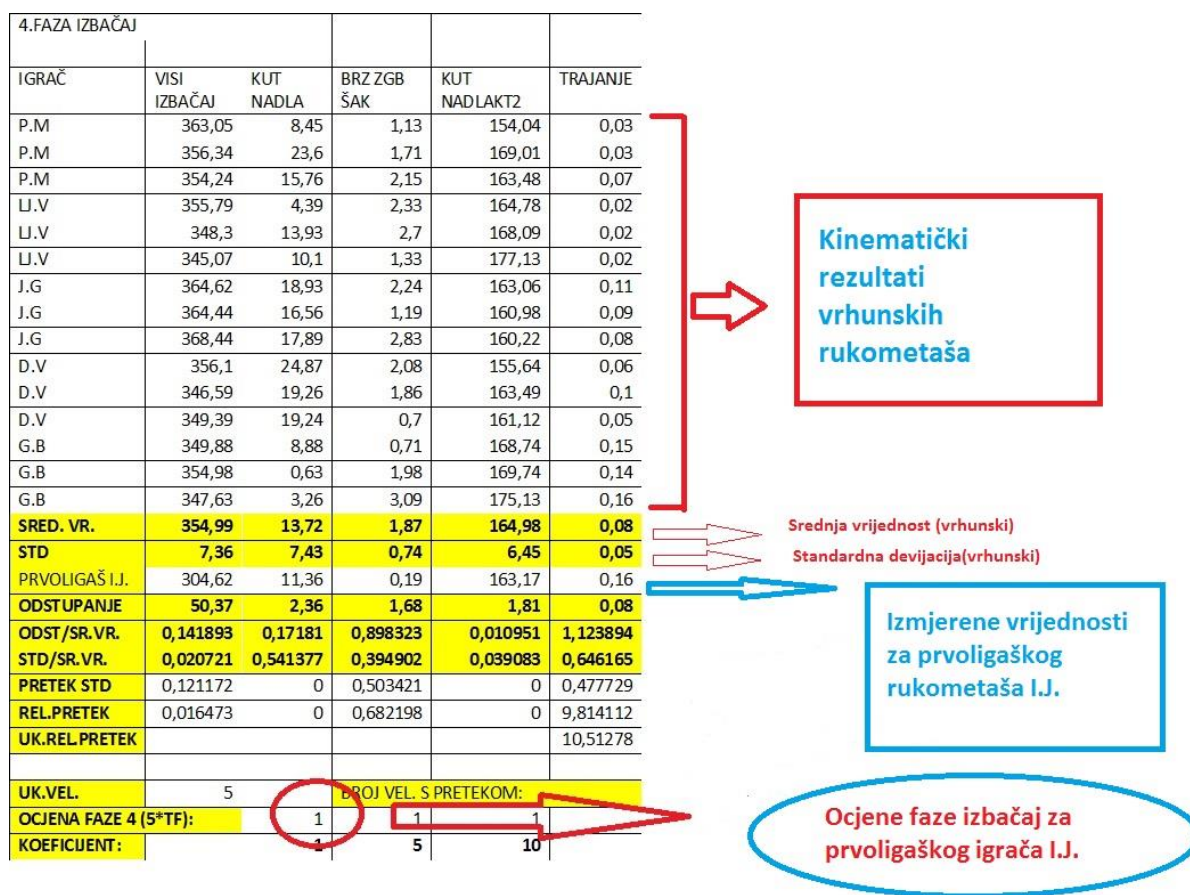 4.FAZA IZBAČAJ
IGRAČ VISI IZBAČAJ KUT NADLA BRZ ZGB ŠAK KUT NADLAKT2 TRAJANJE
P.M 363,05 8,45 1,13 154,04 0,03
P.M 356,34 23,6 1,71 169,01 0,03
P.M 354,24 15,76 2,15 163,48 0,07
LJ.V 355,79 4,39 2,33 164,78 0,02
LJ.V 348,3 13,93 2,7 168,09 0,02
LJ.V 345,07 10,1 1,33 177,13 0,02
J.G 364,62 18,93 2,24 163,06 0,11
J.G 364,44 16,56 1,19 160,98 0,09
J.G 368,44 17,89 2,83 160,22 0,08
D.V 356,1 24,87 2,08 155,64 0,06
D.V 346,59 19,26 1,86 163,49 0,1
D.V 349,39 19,24 0,7 161,12 0,05
G.B 349,88 8,88 0,71 168,74 0,15
G.B 354,98 0,63 1,98 169,74 0,14
G.B 347,63 3,26 3,09 175,13 0,16
SRED. VR. 354,99 13,72 1,87 164,98 0,08
STD 7,36 7,43 0,74 6,45 0,05
PRVOLIGAŠ I.J. 304,62 11,36 0,19 163,17 0,16
ODSTUPANJE 50,37 2,36 1,68 1,81 0,08
ODST/SR.VR. 0,141893 0,17181 0,898323 0,010951 1,123894
STD/SR.VR. 0,020721 0,541377 0,394902 0,039083 0,646165
PRETEK STD 0,121172 0 0,503421 0 0,477729
REL.PRETEK 0,016473 0 0,682198 0 9,814112
UK.REL.PRETEK 10,51278
UK.VEL. 5 BROJ VEL. S PRETEKOM:
OCJENA FAZE 4 (5*TF): 1 1 1
KOEFICIJENT: 1 5 10
Kinematički
rezultati
vrhunskih
rukometaša
Srednja vrijednost (vrhunski)
Standardna devijacija(vrhunski)
Izmjerene vrijednosti
za prvoligaškog
rukometaša I.J.
Ocjene faze izbačaj za
prvoligaškog igrača I.J.